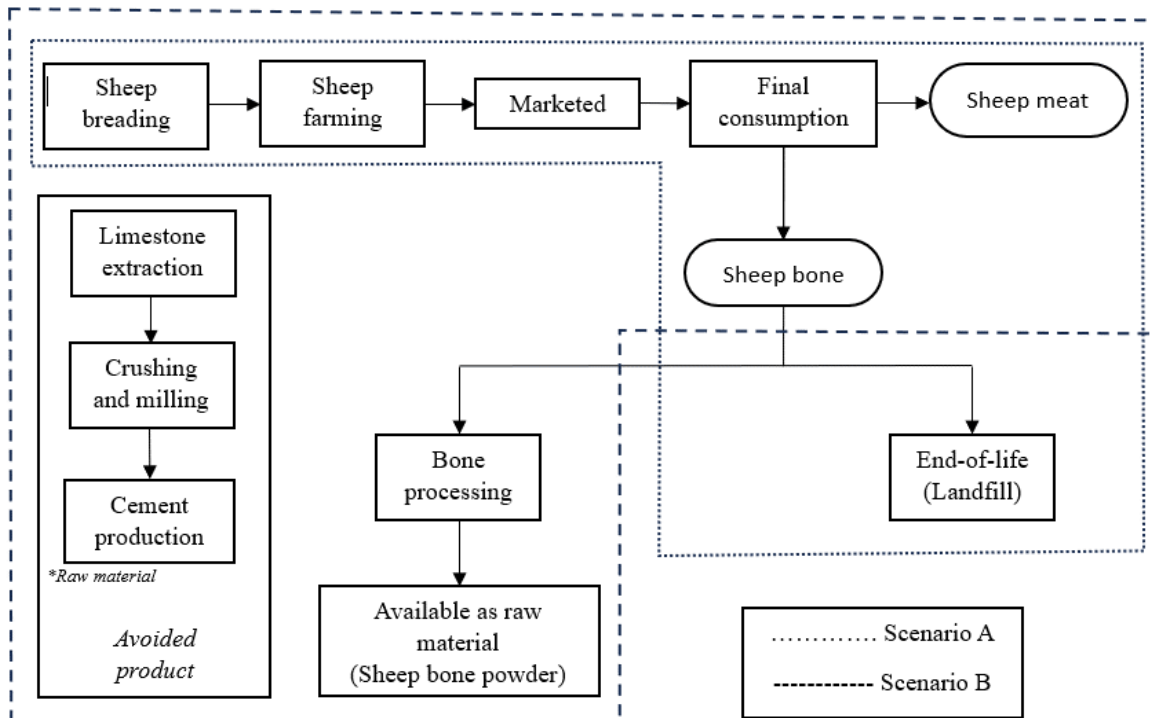 Sheep
breading
Sheep
farming
Marketed
Final
consumption
Sheep meat
Sheep bone
Limestone
extraction
Crushing
and milling
Cement
production
*Raw material
Avoided
product
Bone
processing
Available as raw
material
(Sheep bone powder)
End-of-life
(Landfill)
.............. Scenario A
------------- Scenario B